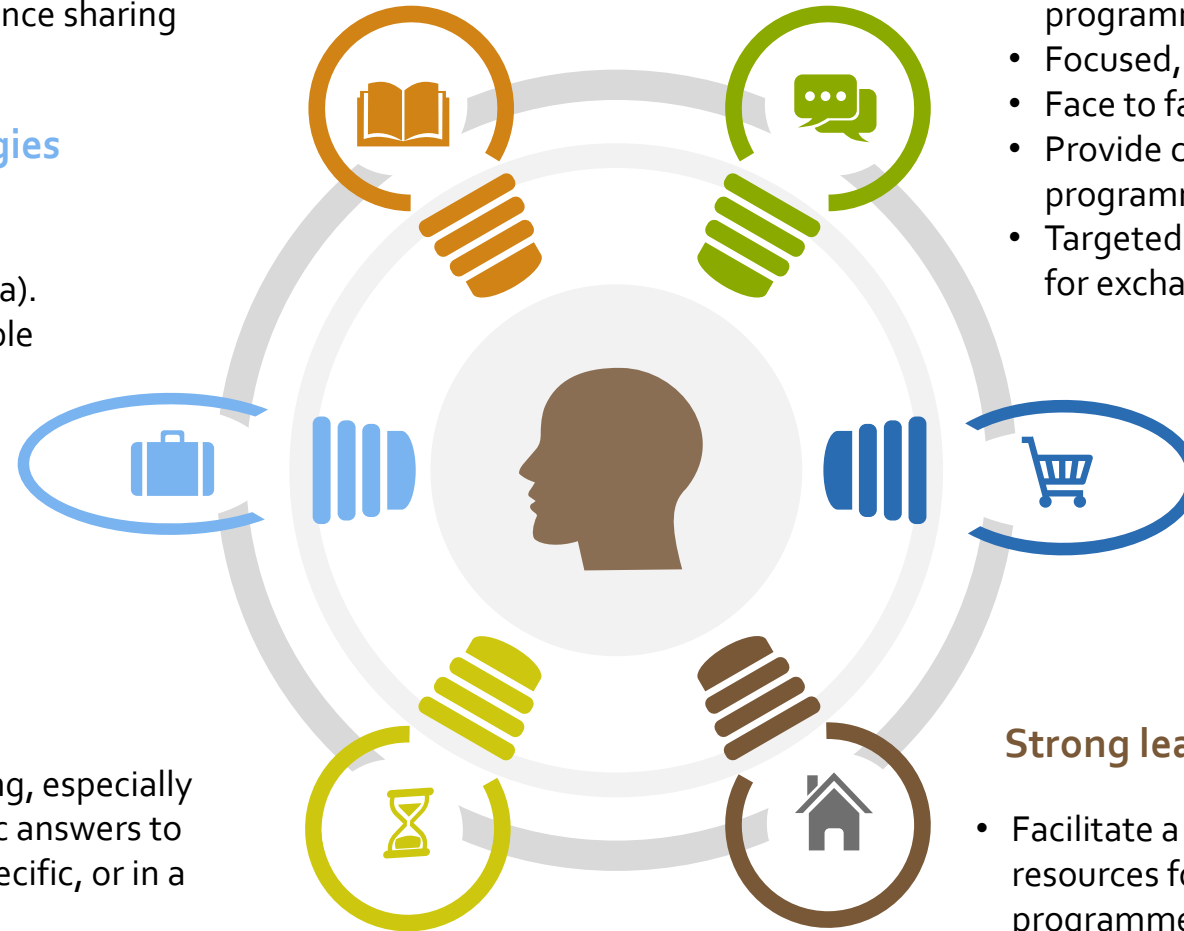 nce sharing
gies
a).
ple
ng, especially
c answers to
ecific, or in a
programm
• Focused,
• Face to fa
• Provide c
programm
• Targeted
for excha
Strong lea
• Facilitate a
resources fo
programme